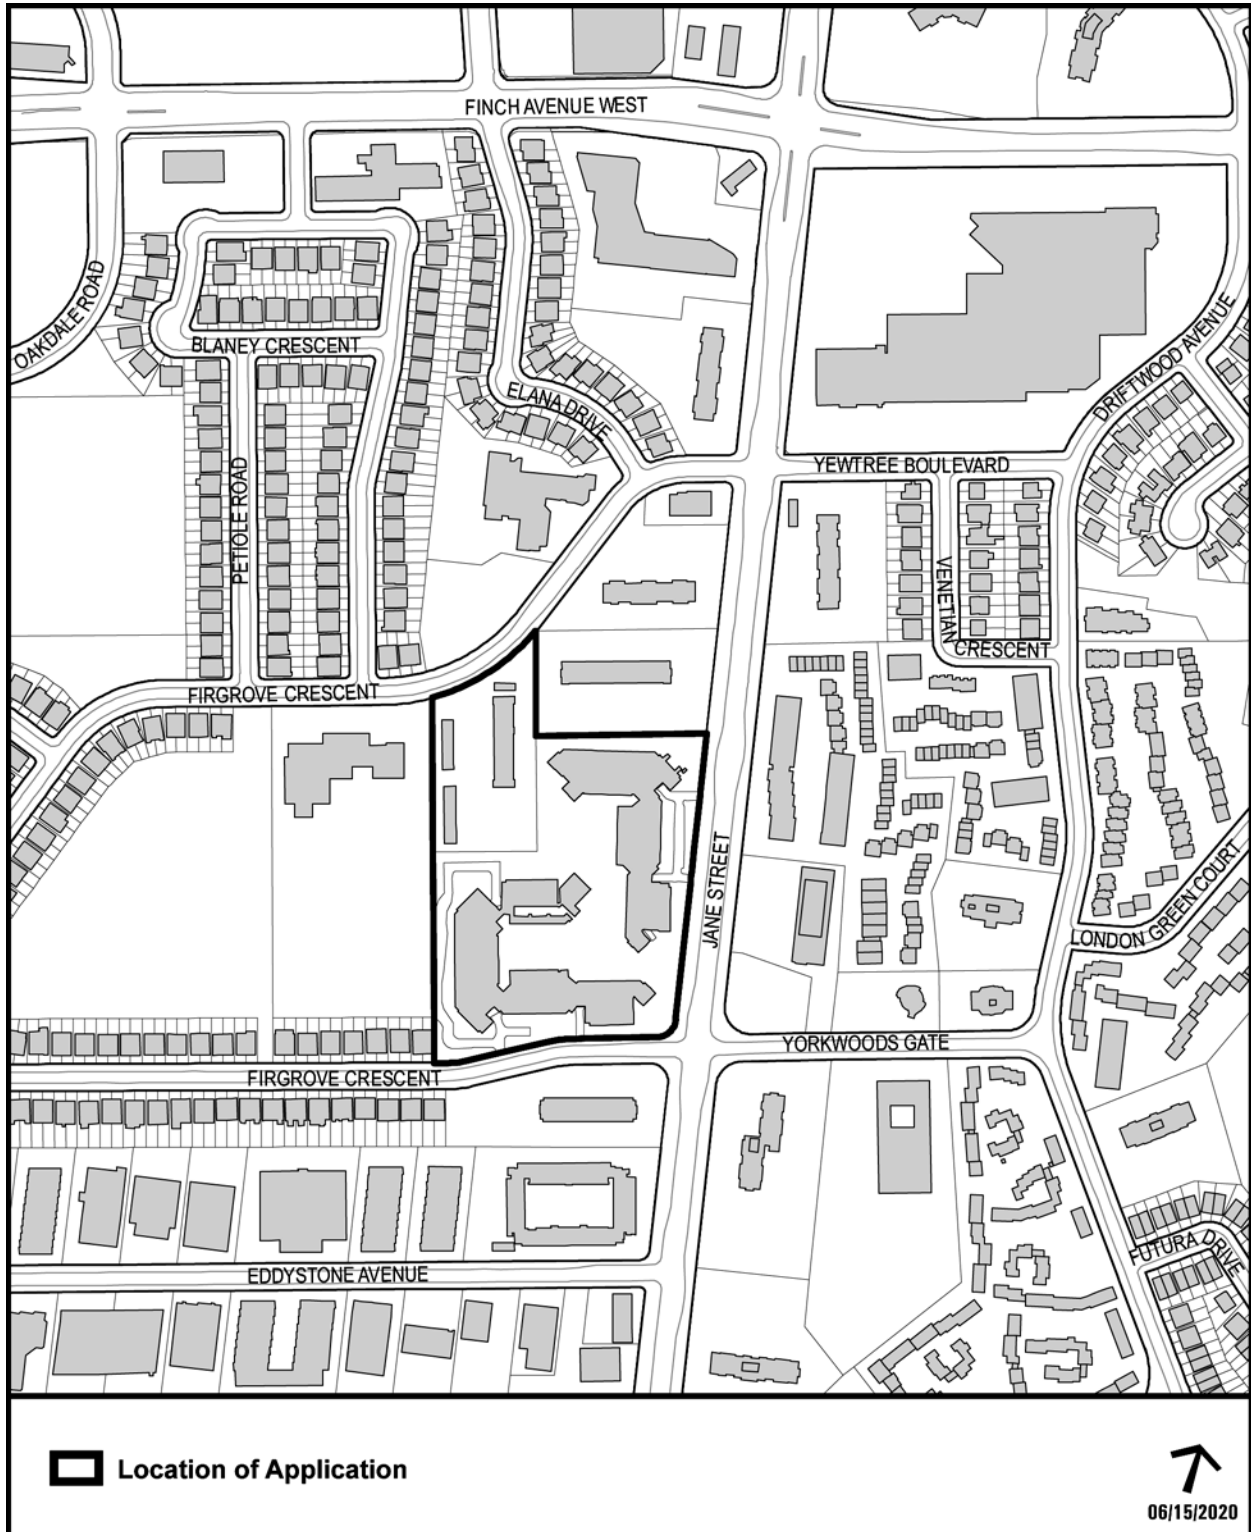 FINCH AVENUE WEST
OAKDALE ROAD
BLANEY CRESCENT
ELANA DRIVE
DRIFTWOOD AVENUE
YEWTREE BOULEVARD
PETIOLE ROAD
VENETIAN
CRESCENT
FIRGROVE CRESCENT
JANE STREET
LONDON GREEN COURT
YORKWOODS GATE
FIRGROVE CRESCENT
FUTURA DRIVE
EDDYSTONE AVENUE
Location of Application
06/15/2020